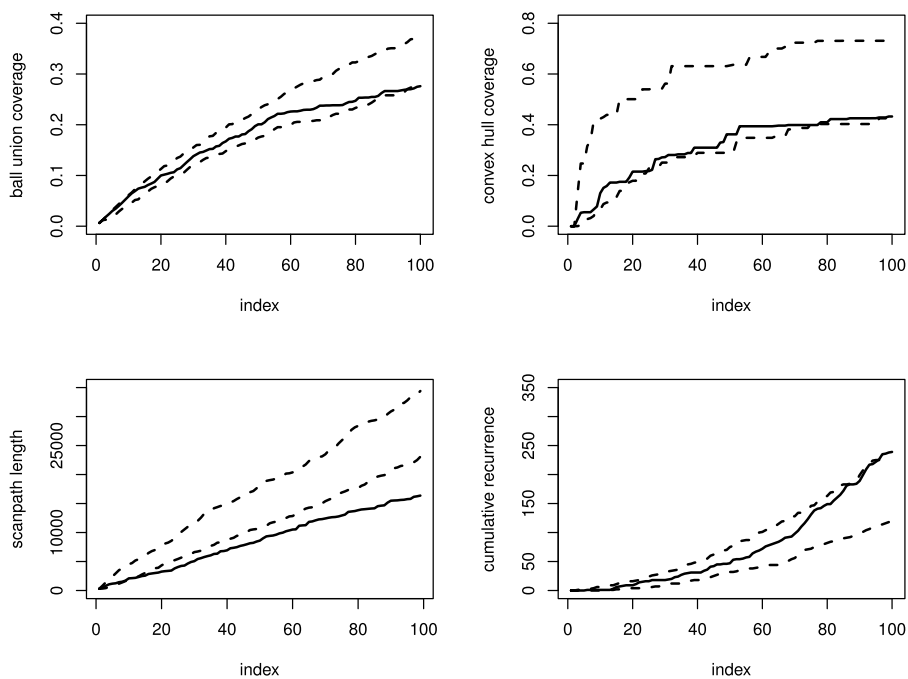 ball union coverage
0.0 0.1 0.2 0.3 0.4
0 20 40 60 80 100
index
convex hull coverage
0.0 0.2 0.4 0.6 0.8
0 20 40 60 80 100
index
scanpath length
0 10000 25000
0 20 40 60 80 100
index
cumulative recurrence
0 50 150 250 350
0 20 40 60 80 100
index